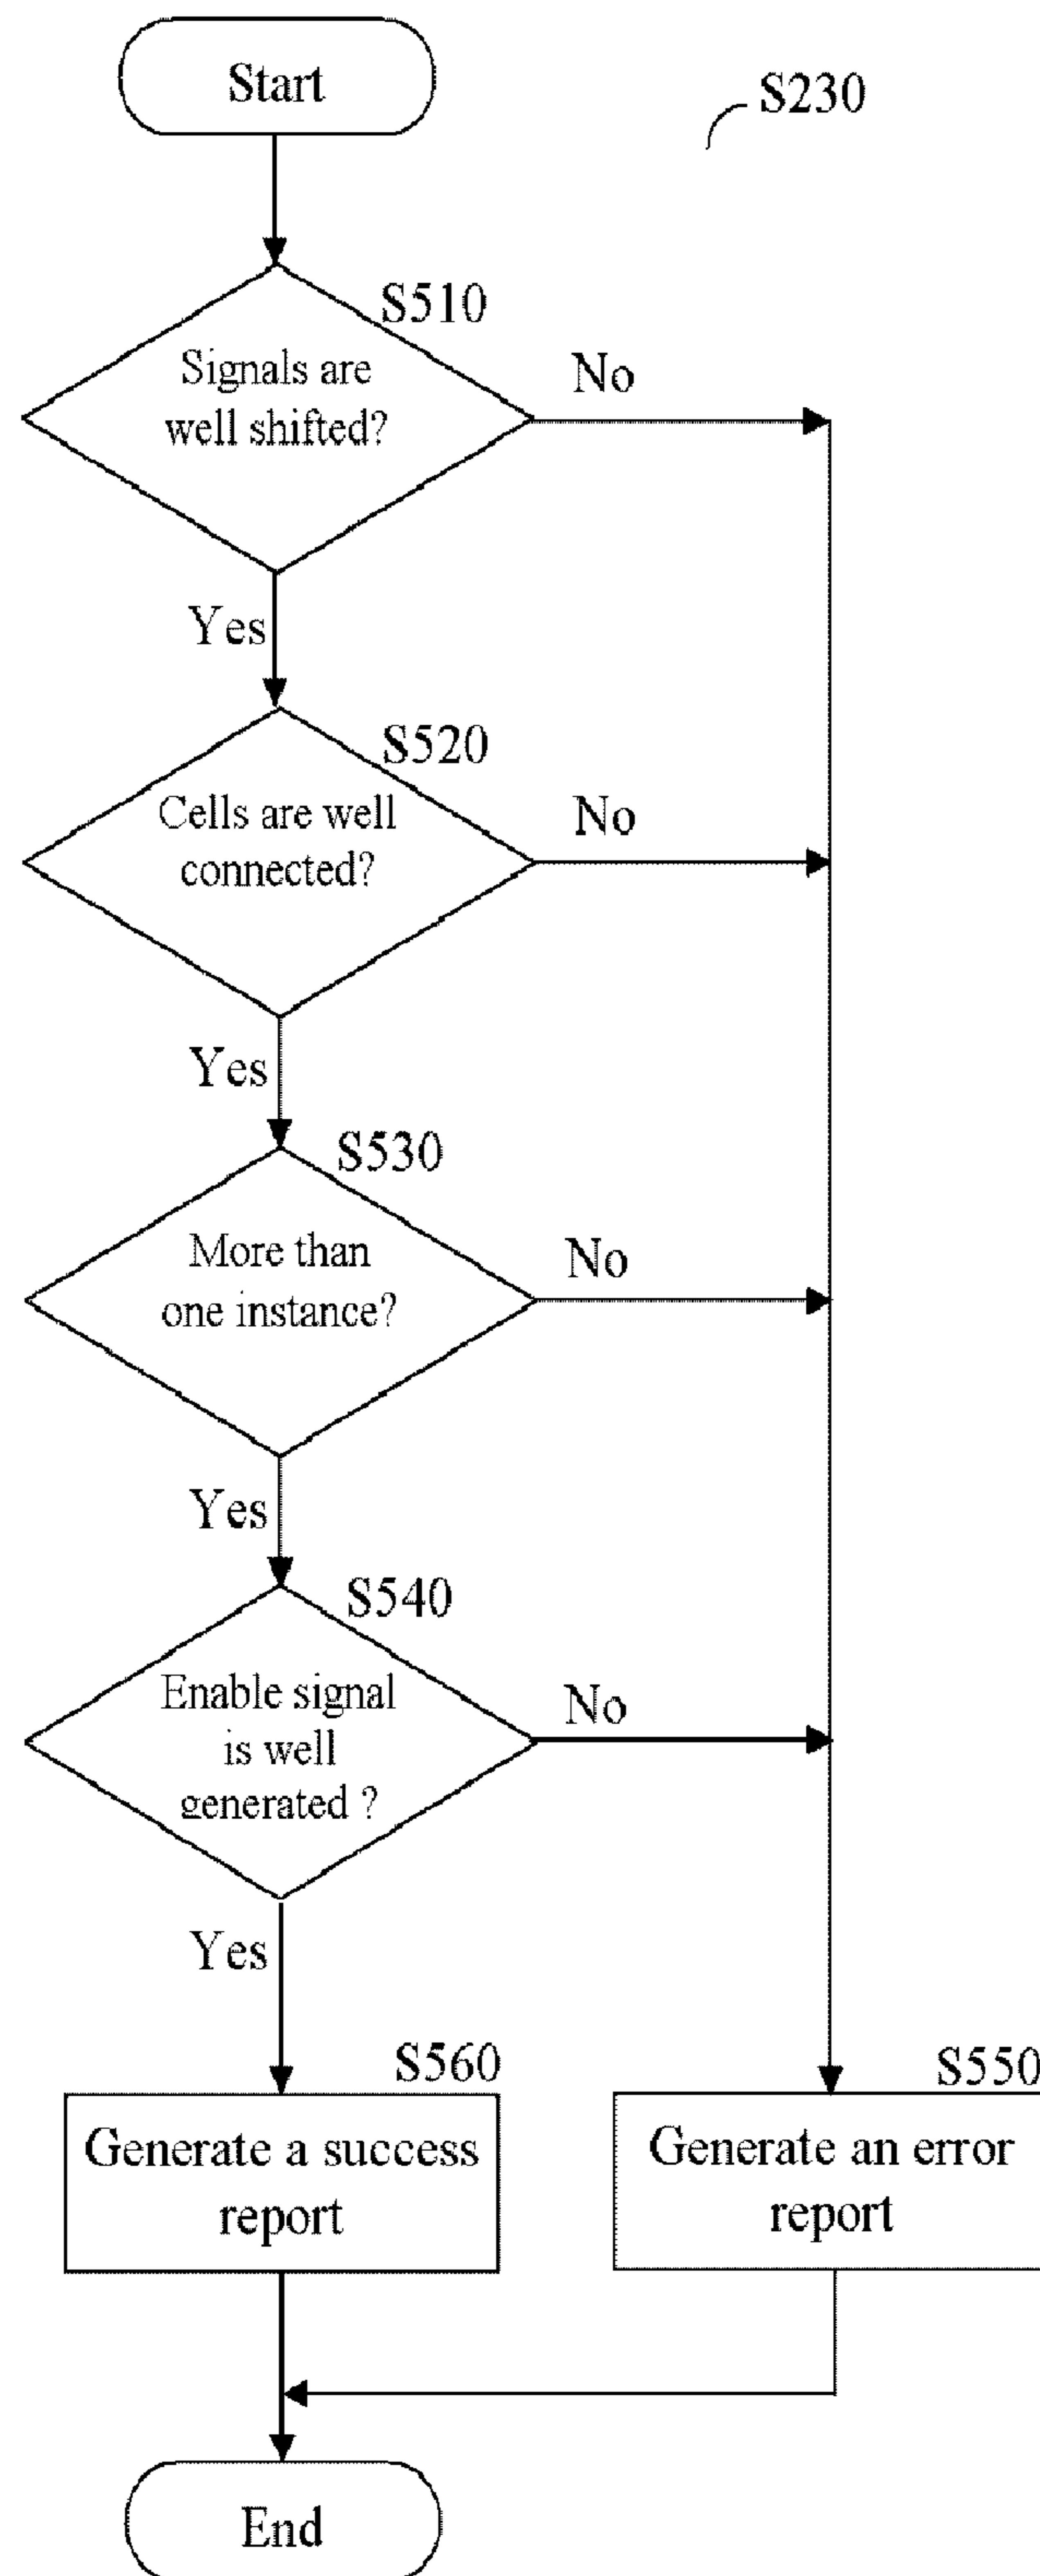 Start
S230
S510
Signals are
well shifted?
No
Yes
S520
Cells are well
connected?
No
Yes
S530
More than
one instance?
No
Yes
S540
Enable signal
is well
generated ?
No
Yes
S560
Generate a success
report
S550
Generate an error
report
End